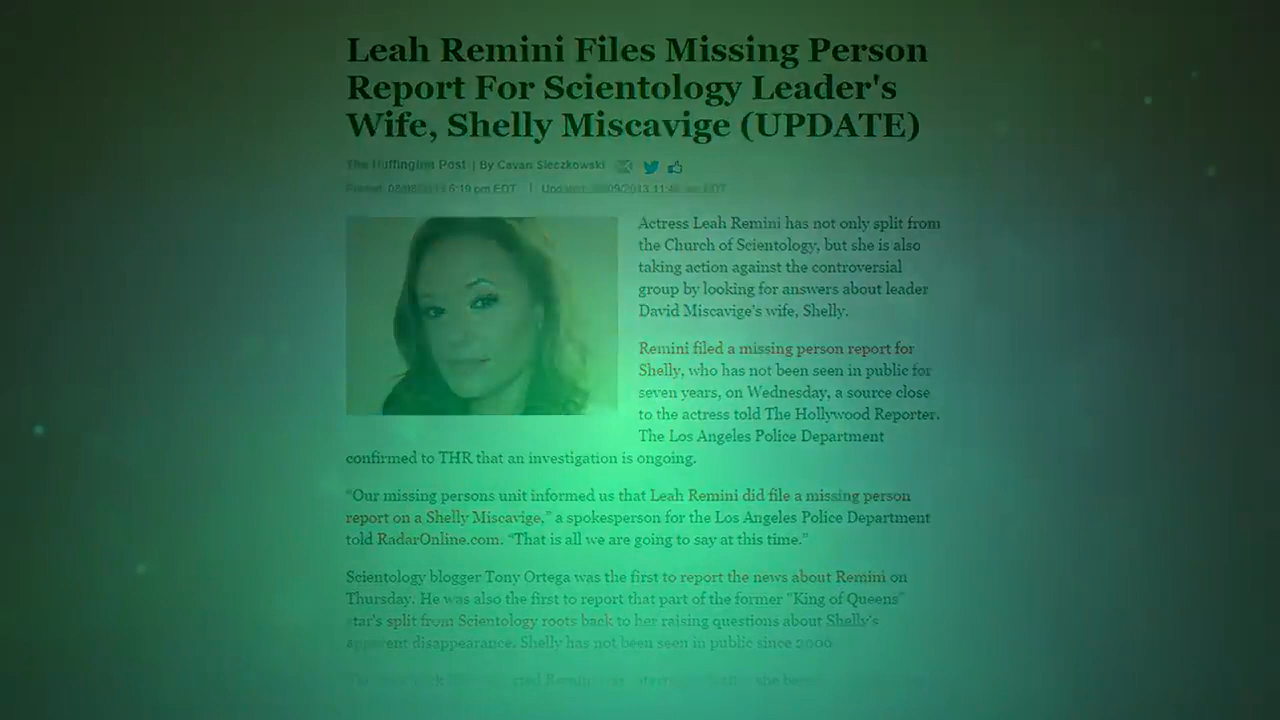 Leah Remini Files Missing Person
Report For Scientology Leader's
Wife, Shelly Miscavige (UPDATE)
The Huffington Post | By Cavan Sieczkowski
6:19 pm EDT | EDT
Actress Leah Remini has not only split from
the Church of Scientology, but she is also
taking action against the controversial
group by looking for answers about leader
David Miscavige's wife, Shelly.
Remini filed a missing person report for
Shelly, who has not been seen in public for
seven years, on Wednesday, a source close
to the actress told The Hollywood Reporter.
The Los Angeles Police Department
confirmed to THR that an investigation is ongoing.
“Our missing persons unit informed us that Leah Remini did file a missing person
report on a Shelly Miscavige,” a spokesperson for the Los Angeles Police Department
told RadarOnline.com. “That is all we are going to say at this time.”
Scientology blogger Tony Ortega was the first to report the news about Remini on
Thursday. He was also the first to report that part of the former “King of Queens”
star's split from Scientology roots back to her raising questions about Shelly's
apparent disappearance. Shelly has not been seen in public since 2006